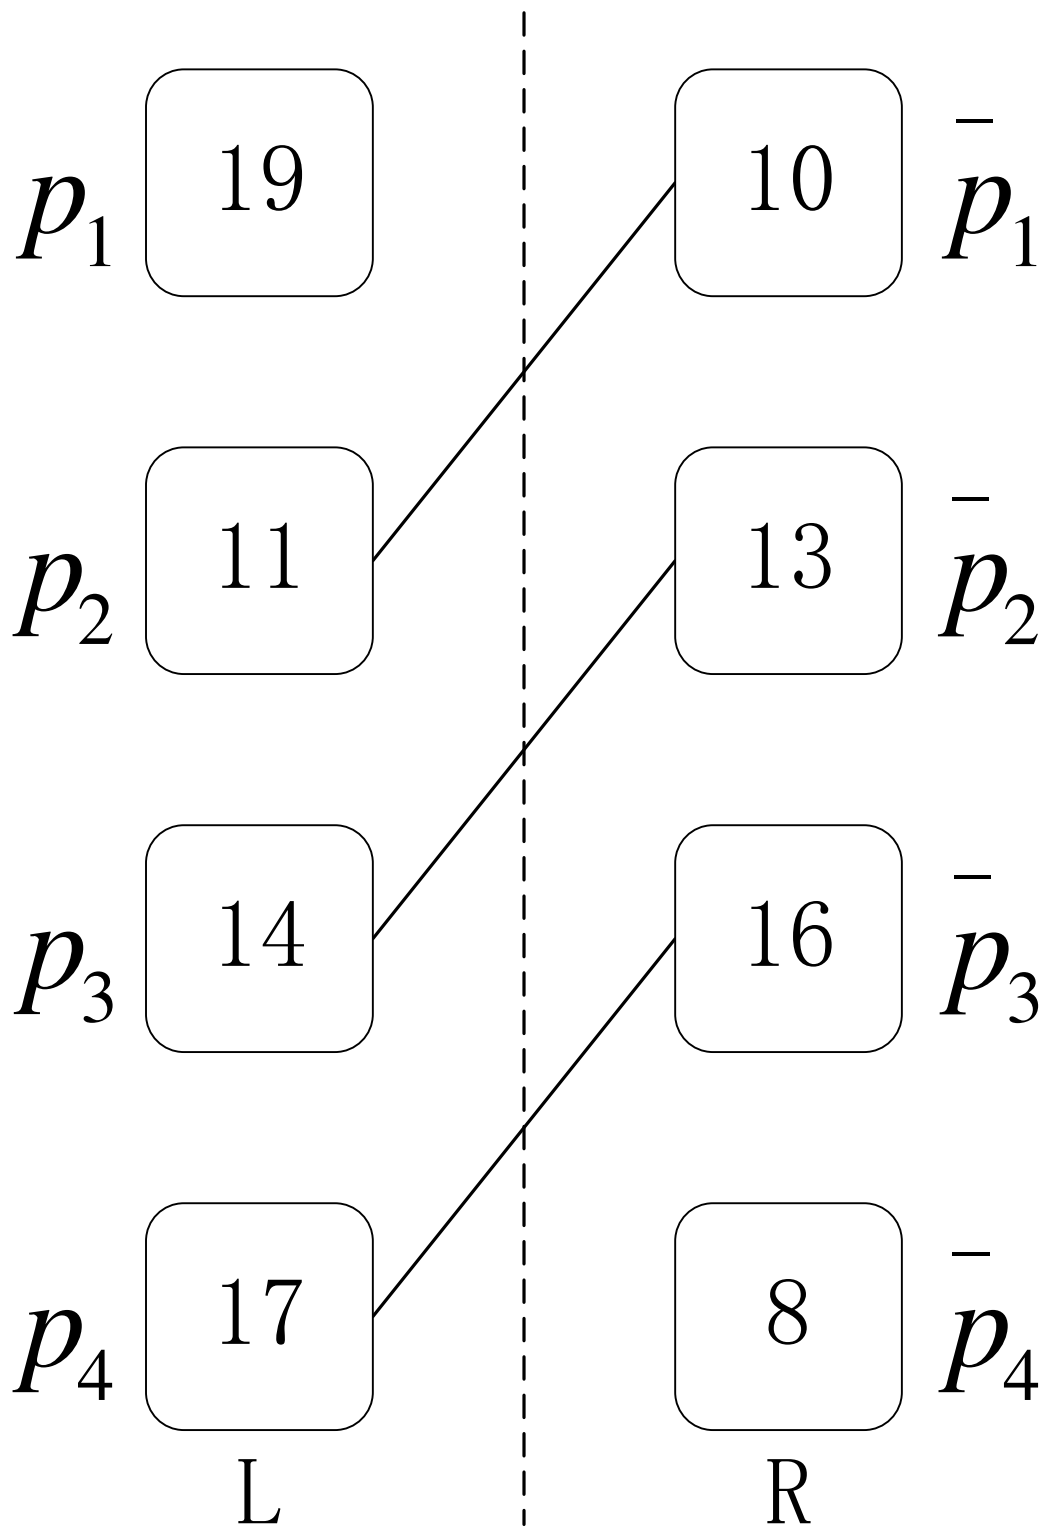 p₁ 19 10 p̄₁
p₂ 11 13 p̄₂
p₃ 14 16 p̄₃
p₄ 17 8 p̄₄
L R